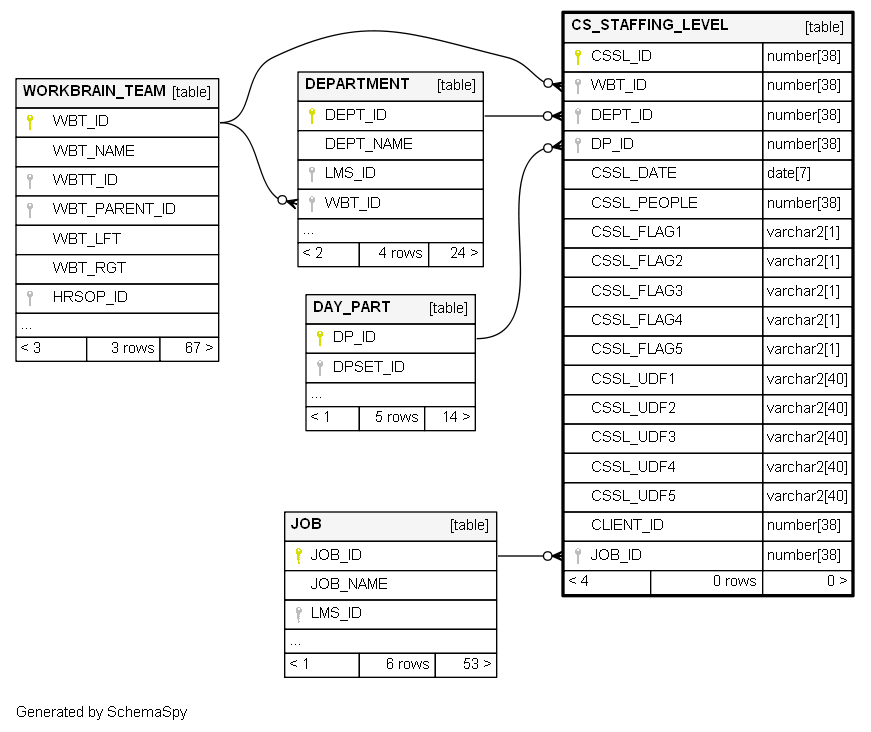 WORKBRAIN_TEAM [table]
WBT_ID
WBT_NAME
WBTT_ID
WBT_PARENT_ID
WBT_LFT
WBT_RGT
HRSOP_ID
...
< 3 3 rows 67 >
DEPARTMENT [table]
DEPT_ID
DEPT_NAME
LMS_ID
WBT_ID
...
< 2 4 rows 24 >
DAY_PART [table]
DP_ID
DPSET_ID
...
< 1 5 rows 14 >
JOB [table]
JOB_ID
JOB_NAME
LMS_ID
...
< 1 6 rows 53 >
CS_STAFFING_LEVEL [table]
CSSL_ID number[38]
WBT_ID number[38]
DEPT_ID number[38]
DP_ID number[38]
CSSL_DATE date[7]
CSSL_PEOPLE number[38]
CSSL_FLAG1 varchar2[1]
CSSL_FLAG2 varchar2[1]
CSSL_FLAG3 varchar2[1]
CSSL_FLAG4 varchar2[1]
CSSL_FLAG5 varchar2[1]
CSSL_UDF1 varchar2[40]
CSSL_UDF2 varchar2[40]
CSSL_UDF3 varchar2[40]
CSSL_UDF4 varchar2[40]
CSSL_UDF5 varchar2[40]
CLIENT_ID number[38]
JOB_ID number[38]
< 4 0 rows 0 >
Generated by SchemaSpy